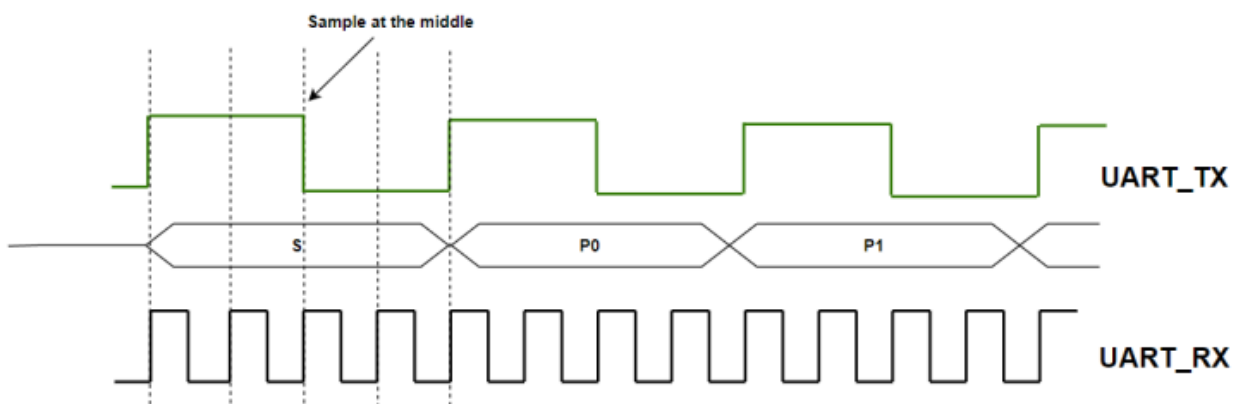 Sample at the middle
UART_TX
S
P0
P1
UART_RX